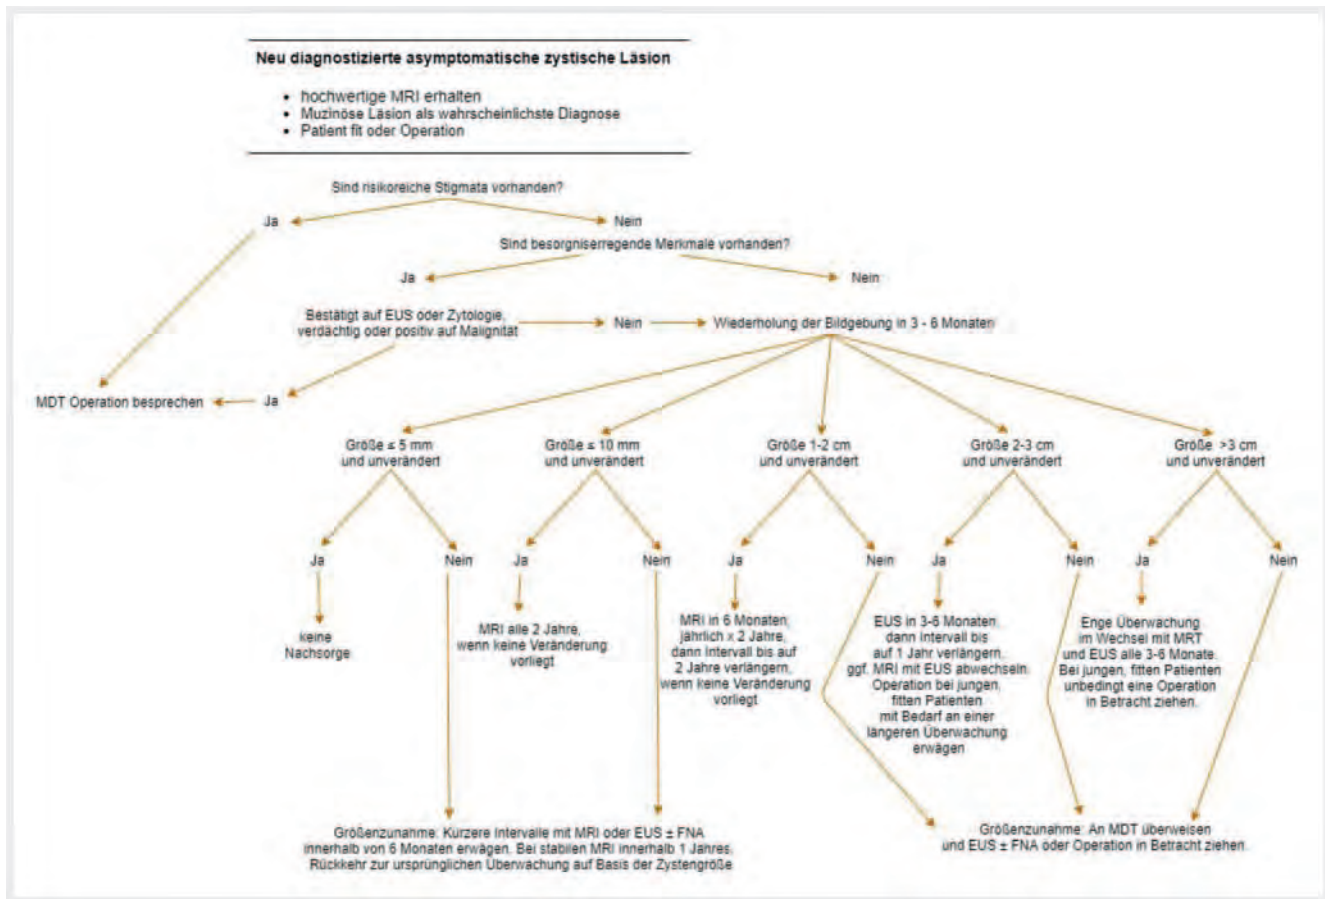 Neu diagnostizierte asymptomatische zystische Läsion
• hochwertige MRI erhalten
• Muzinöse Läsion als wahrscheinlichste Diagnose
• Patient fit oder Operation
Sind risikoreiche Stigmata vorhanden?
Ja
Nein
Sind besorgniserregende Merkmale vorhanden?
Ja
Nein
Bestätigt auf EUS oder Zytologie,
verdächtig oder positiv auf Malignität
Nein
Wiederholung der Bildgebung in 3 - 6 Monaten
MDT Operation besprechen
Ja
Größe ≤ 5 mm
und unverändert
Größe ≤ 10 mm
und unverändert
Größe 1-2 cm
und unverändert
Größe 2-3 cm
und unverändert
Größe >3 cm
und unverändert
Ja
Nein
Ja
Nein
Ja
Nein
Ja
Nein
Ja
Nein
keine
Nachsorge
MRI alle 2 Jahre,
wenn keine Veränderung
vorliegt
MRI in 6 Monaten,
jährlich x 2 Jahre,
dann Intervall bis auf
2 Jahre verlängern,
wenn keine Veränderung
vorliegt
EUS in 3-6 Monaten,
dann Intervall bis
auf 1 Jahr verlängern,
ggf. MRI mit EUS abwechseln.
Operation bei jungen,
fitten Patienten
mit Bedarf an einer
längeren Überwachung
erwägen
Enge Überwachung
im Wechsel mit MRT
und EUS alle 3-6 Monate.
Bei jungen, fitten Patienten
unbedingt eine Operation
in Betracht ziehen.
Größenzunahme: Kürzere Intervalle mit MRI oder EUS ± FNA
innerhalb von 6 Monaten erwägen. Bei stabilen MRI innerhalb 1 Jahres,
Rückkehr zur ursprünglichen Überwachung auf Basis der Zystengröße
Größenzunahme: An MDT überweisen
und EUS ± FNA oder Operation in Betracht ziehen.